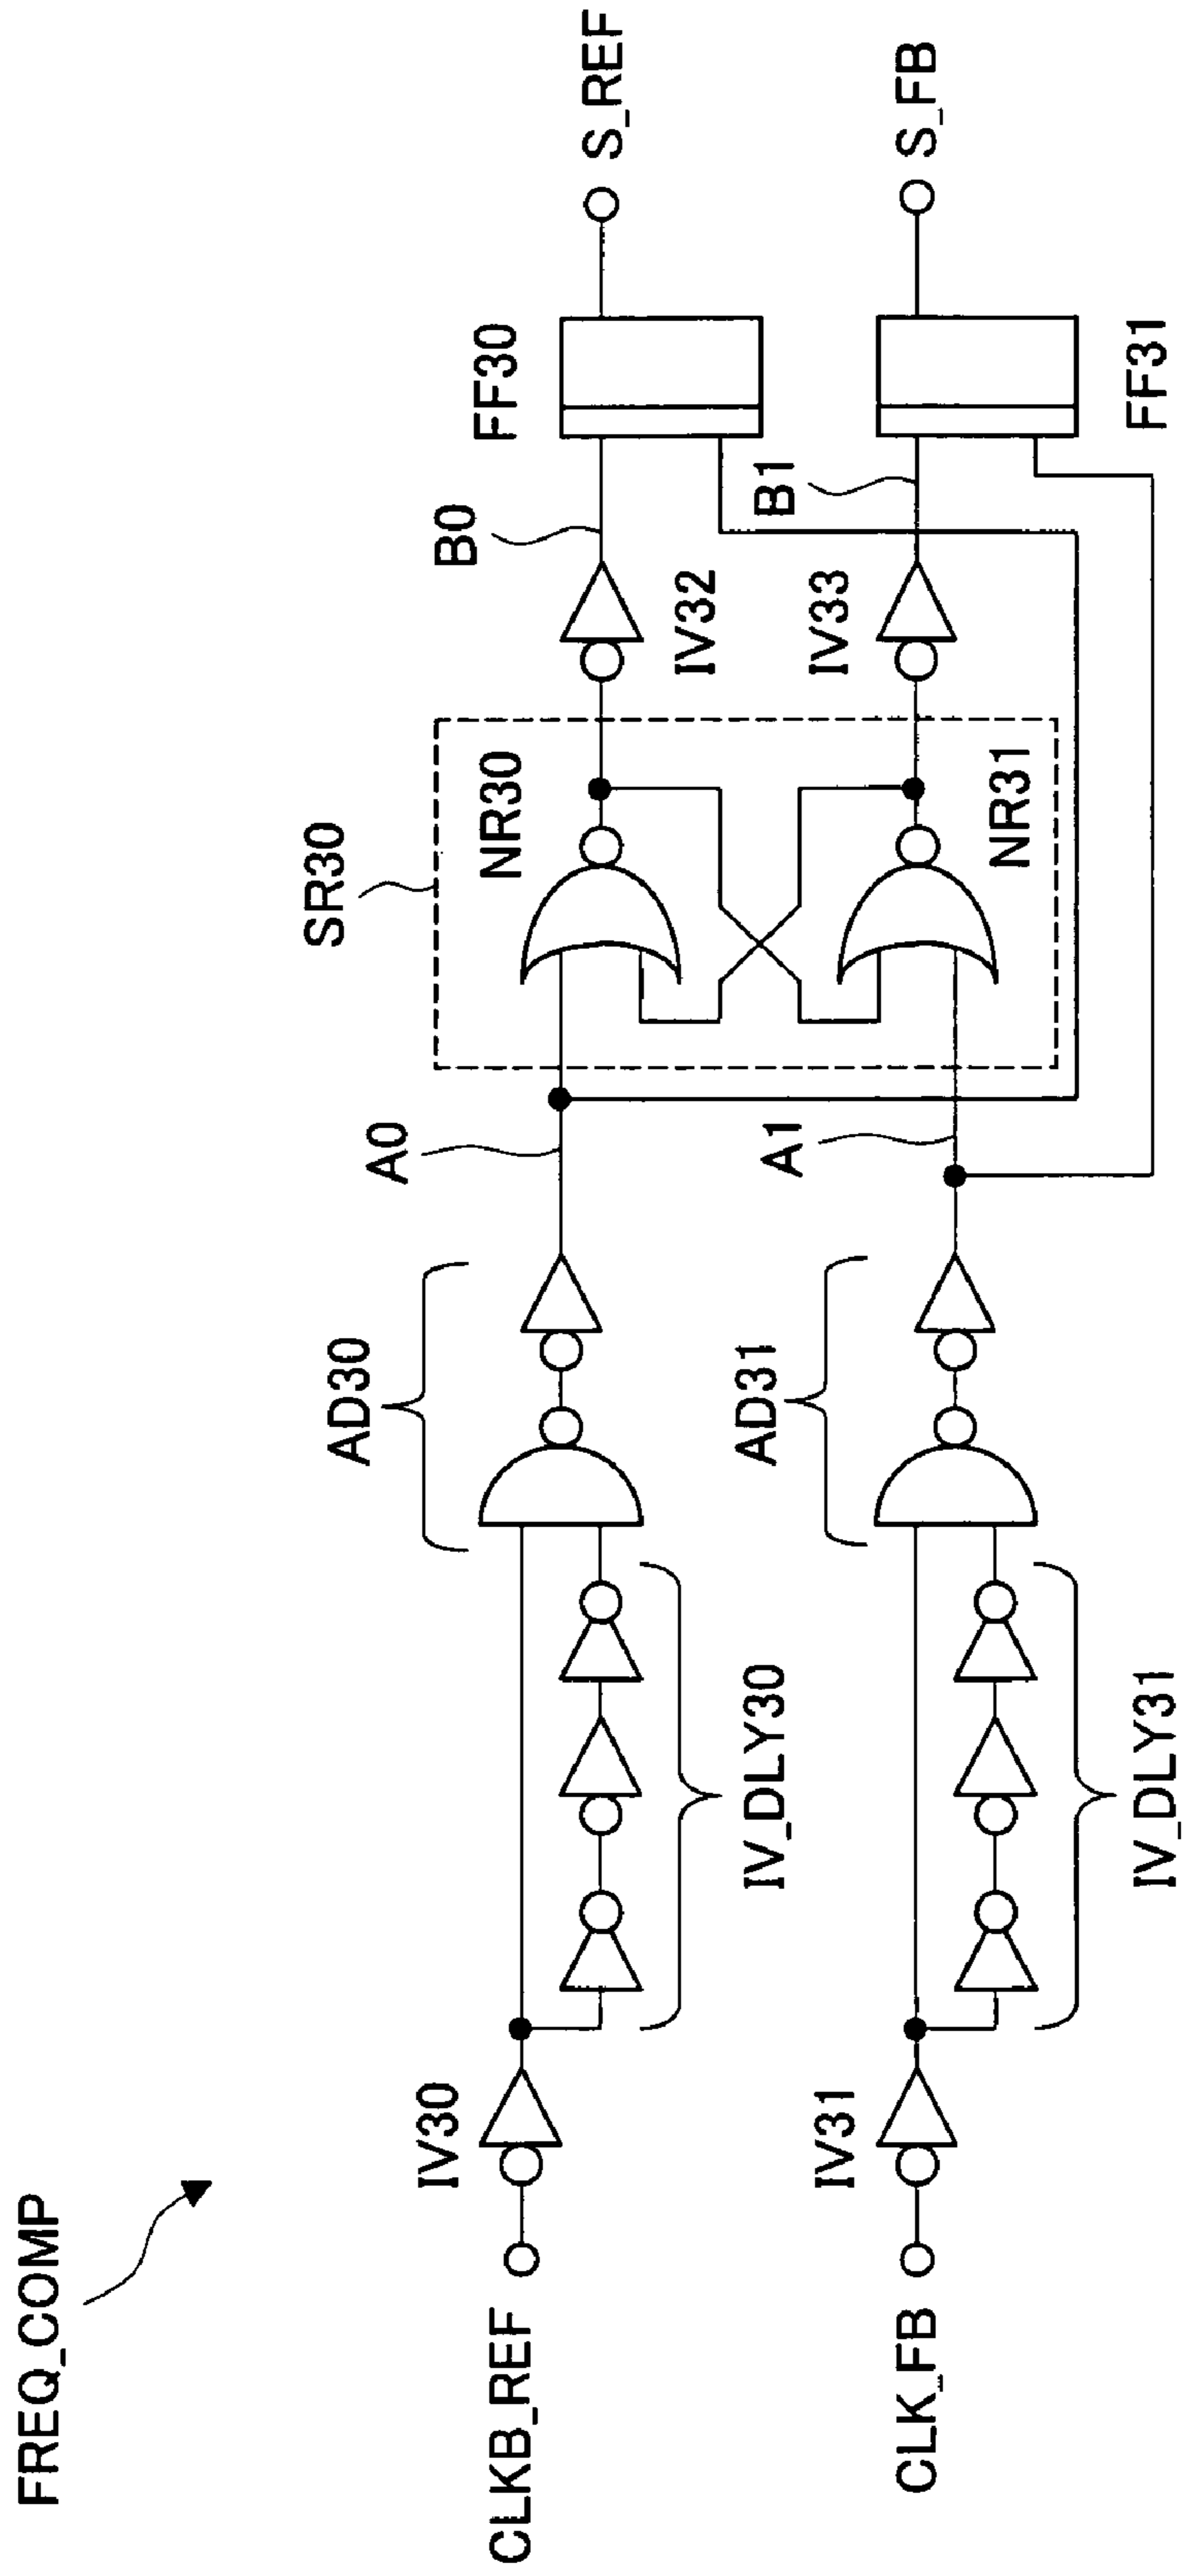 FREQ_COMP
CLKB_REF
IV30
IV_DLY30
AD30
A0
SR30
NR30
IV32
B0
FF30
S_REF
CLK_FB
IV31
IV_DLY31
AD31
A1
NR31
IV33
B1
FF31
S_FB